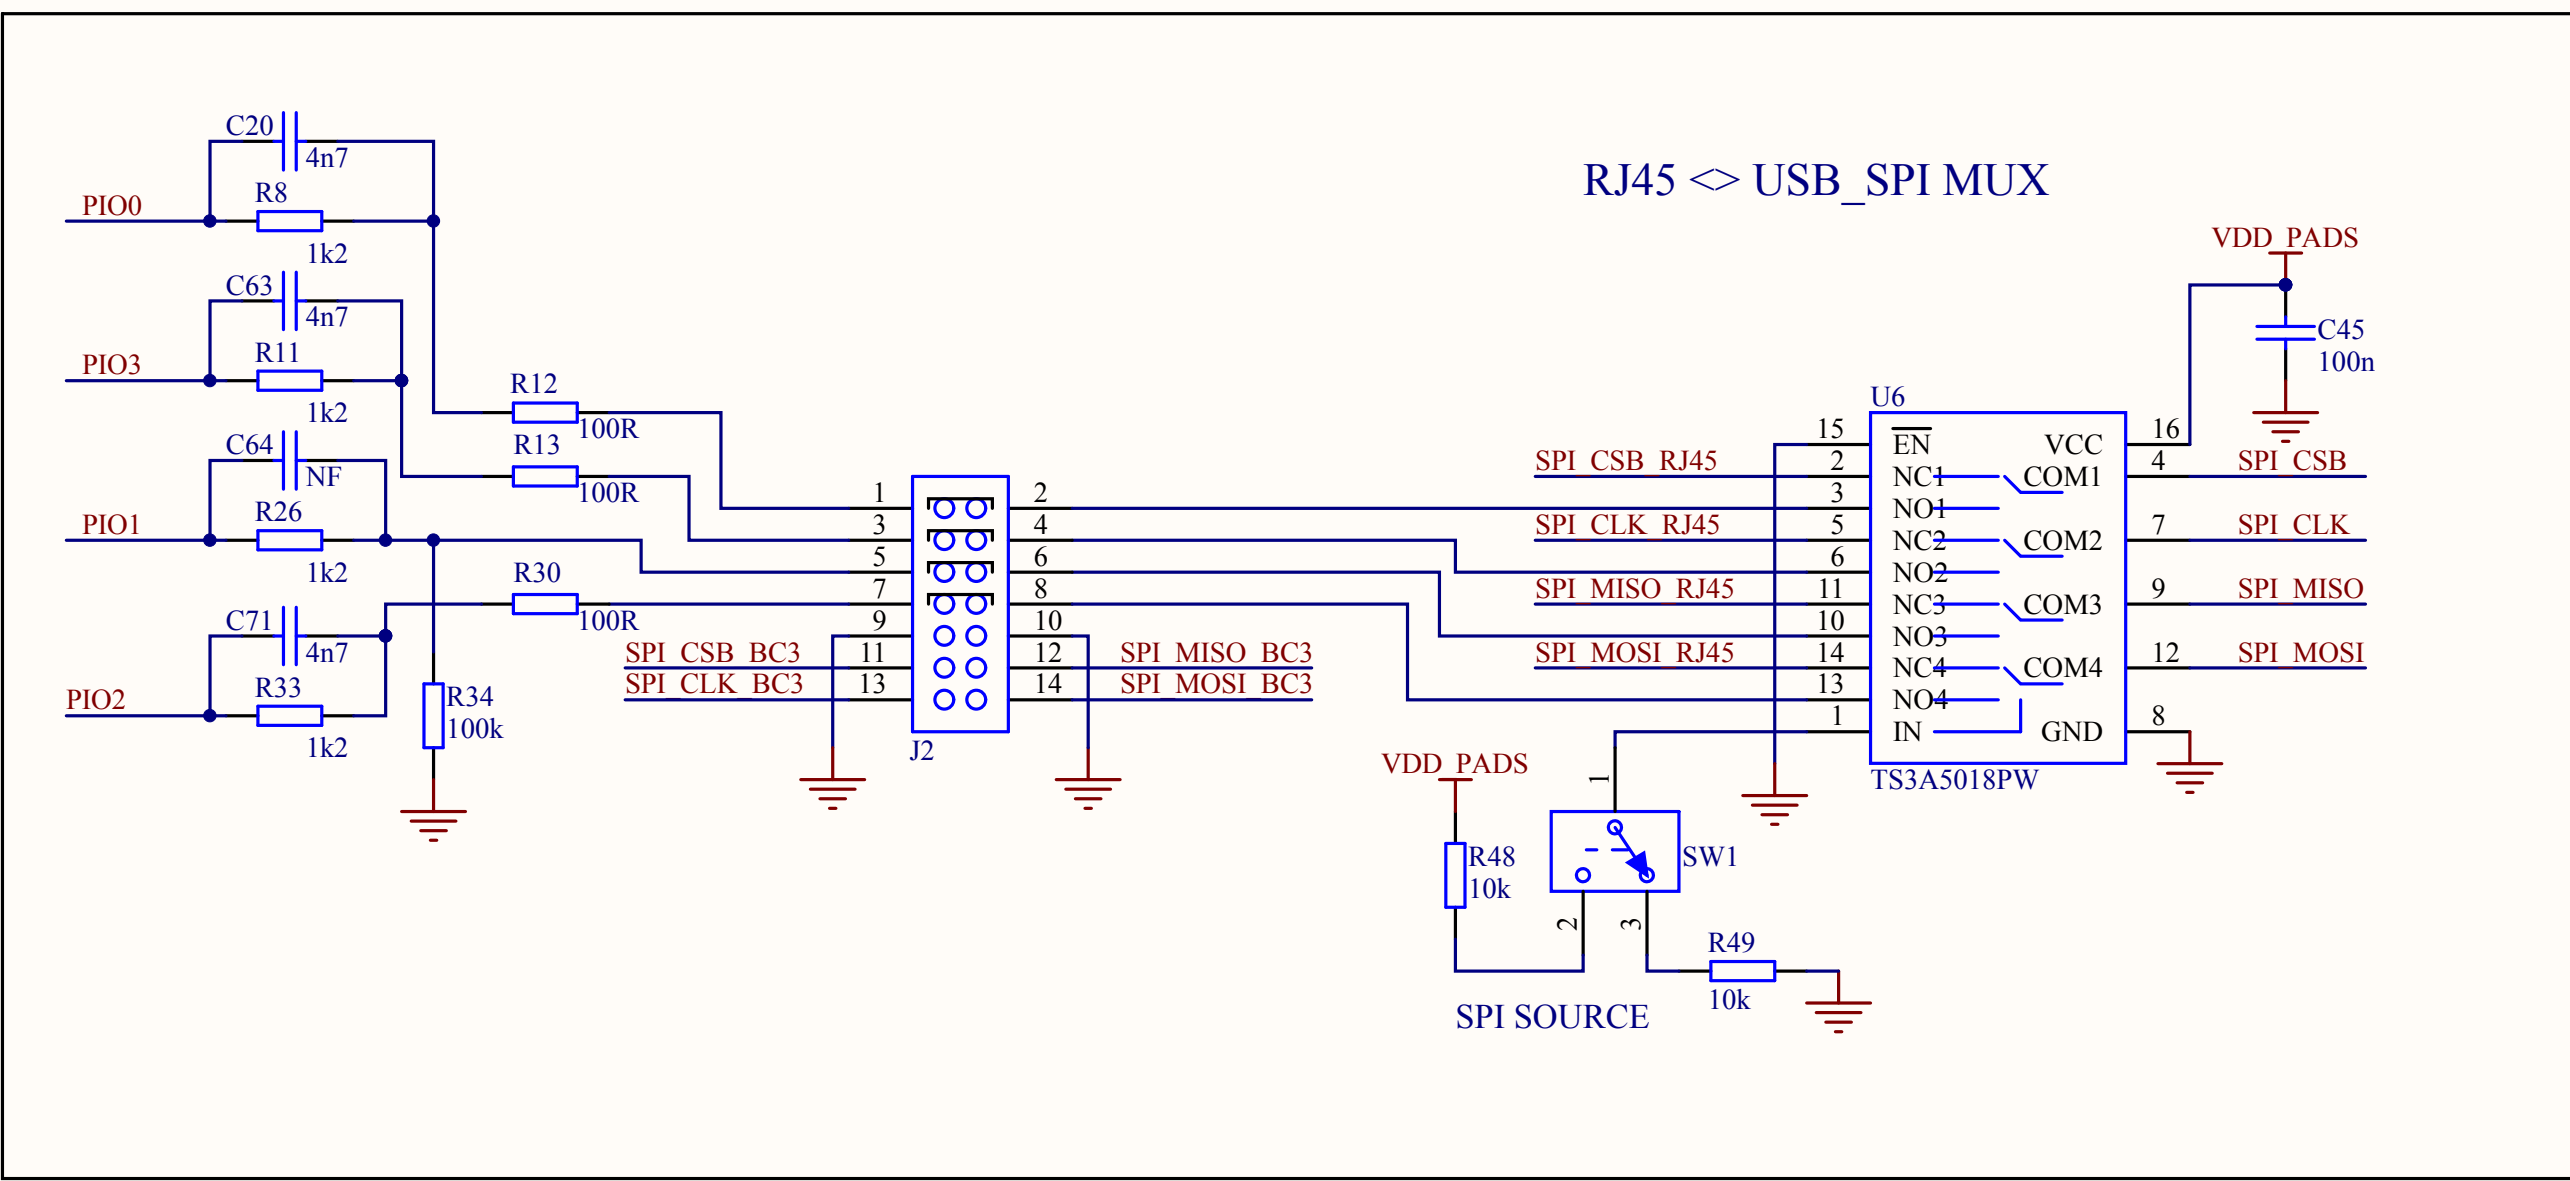 RJ45 <> USB_SPI MUX
C20
4n7
PIO0
R8
1k2
C63
4n7
PIO3
R11
1k2
C64
NF
PIO1
R26
1k2
C71
4n7
PIO2
R33
1k2
R12
100R
R13
100R
R30
100R
R34
100k
SPI_CSB_BC3
SPI_CLK_BC3
1
3
5
7
9
11
13
2
4
6
8
10
12
14
J2
SPI_MISO_BC3
SPI_MOSI_BC3
SPI_CSB_RJ45
SPI_CLK_RJ45
SPI_MISO_RJ45
SPI_MOSI_RJ45
U6
15 EN VCC 16
2 NC1 COM1 4
3 NO1
5 NC2 COM2 7
6 NO2
11 NC3 COM3 9
10 NO3
14 NC4 COM4 12
13 NO4
1 IN GND 8
TS3A5018PW
VDD_PADS
C45
100n
SPI_CSB
SPI_CLK
SPI_MISO
SPI_MOSI
VDD_PADS
R48
10k
1
SW1
2
3
R49
10k
SPI SOURCE